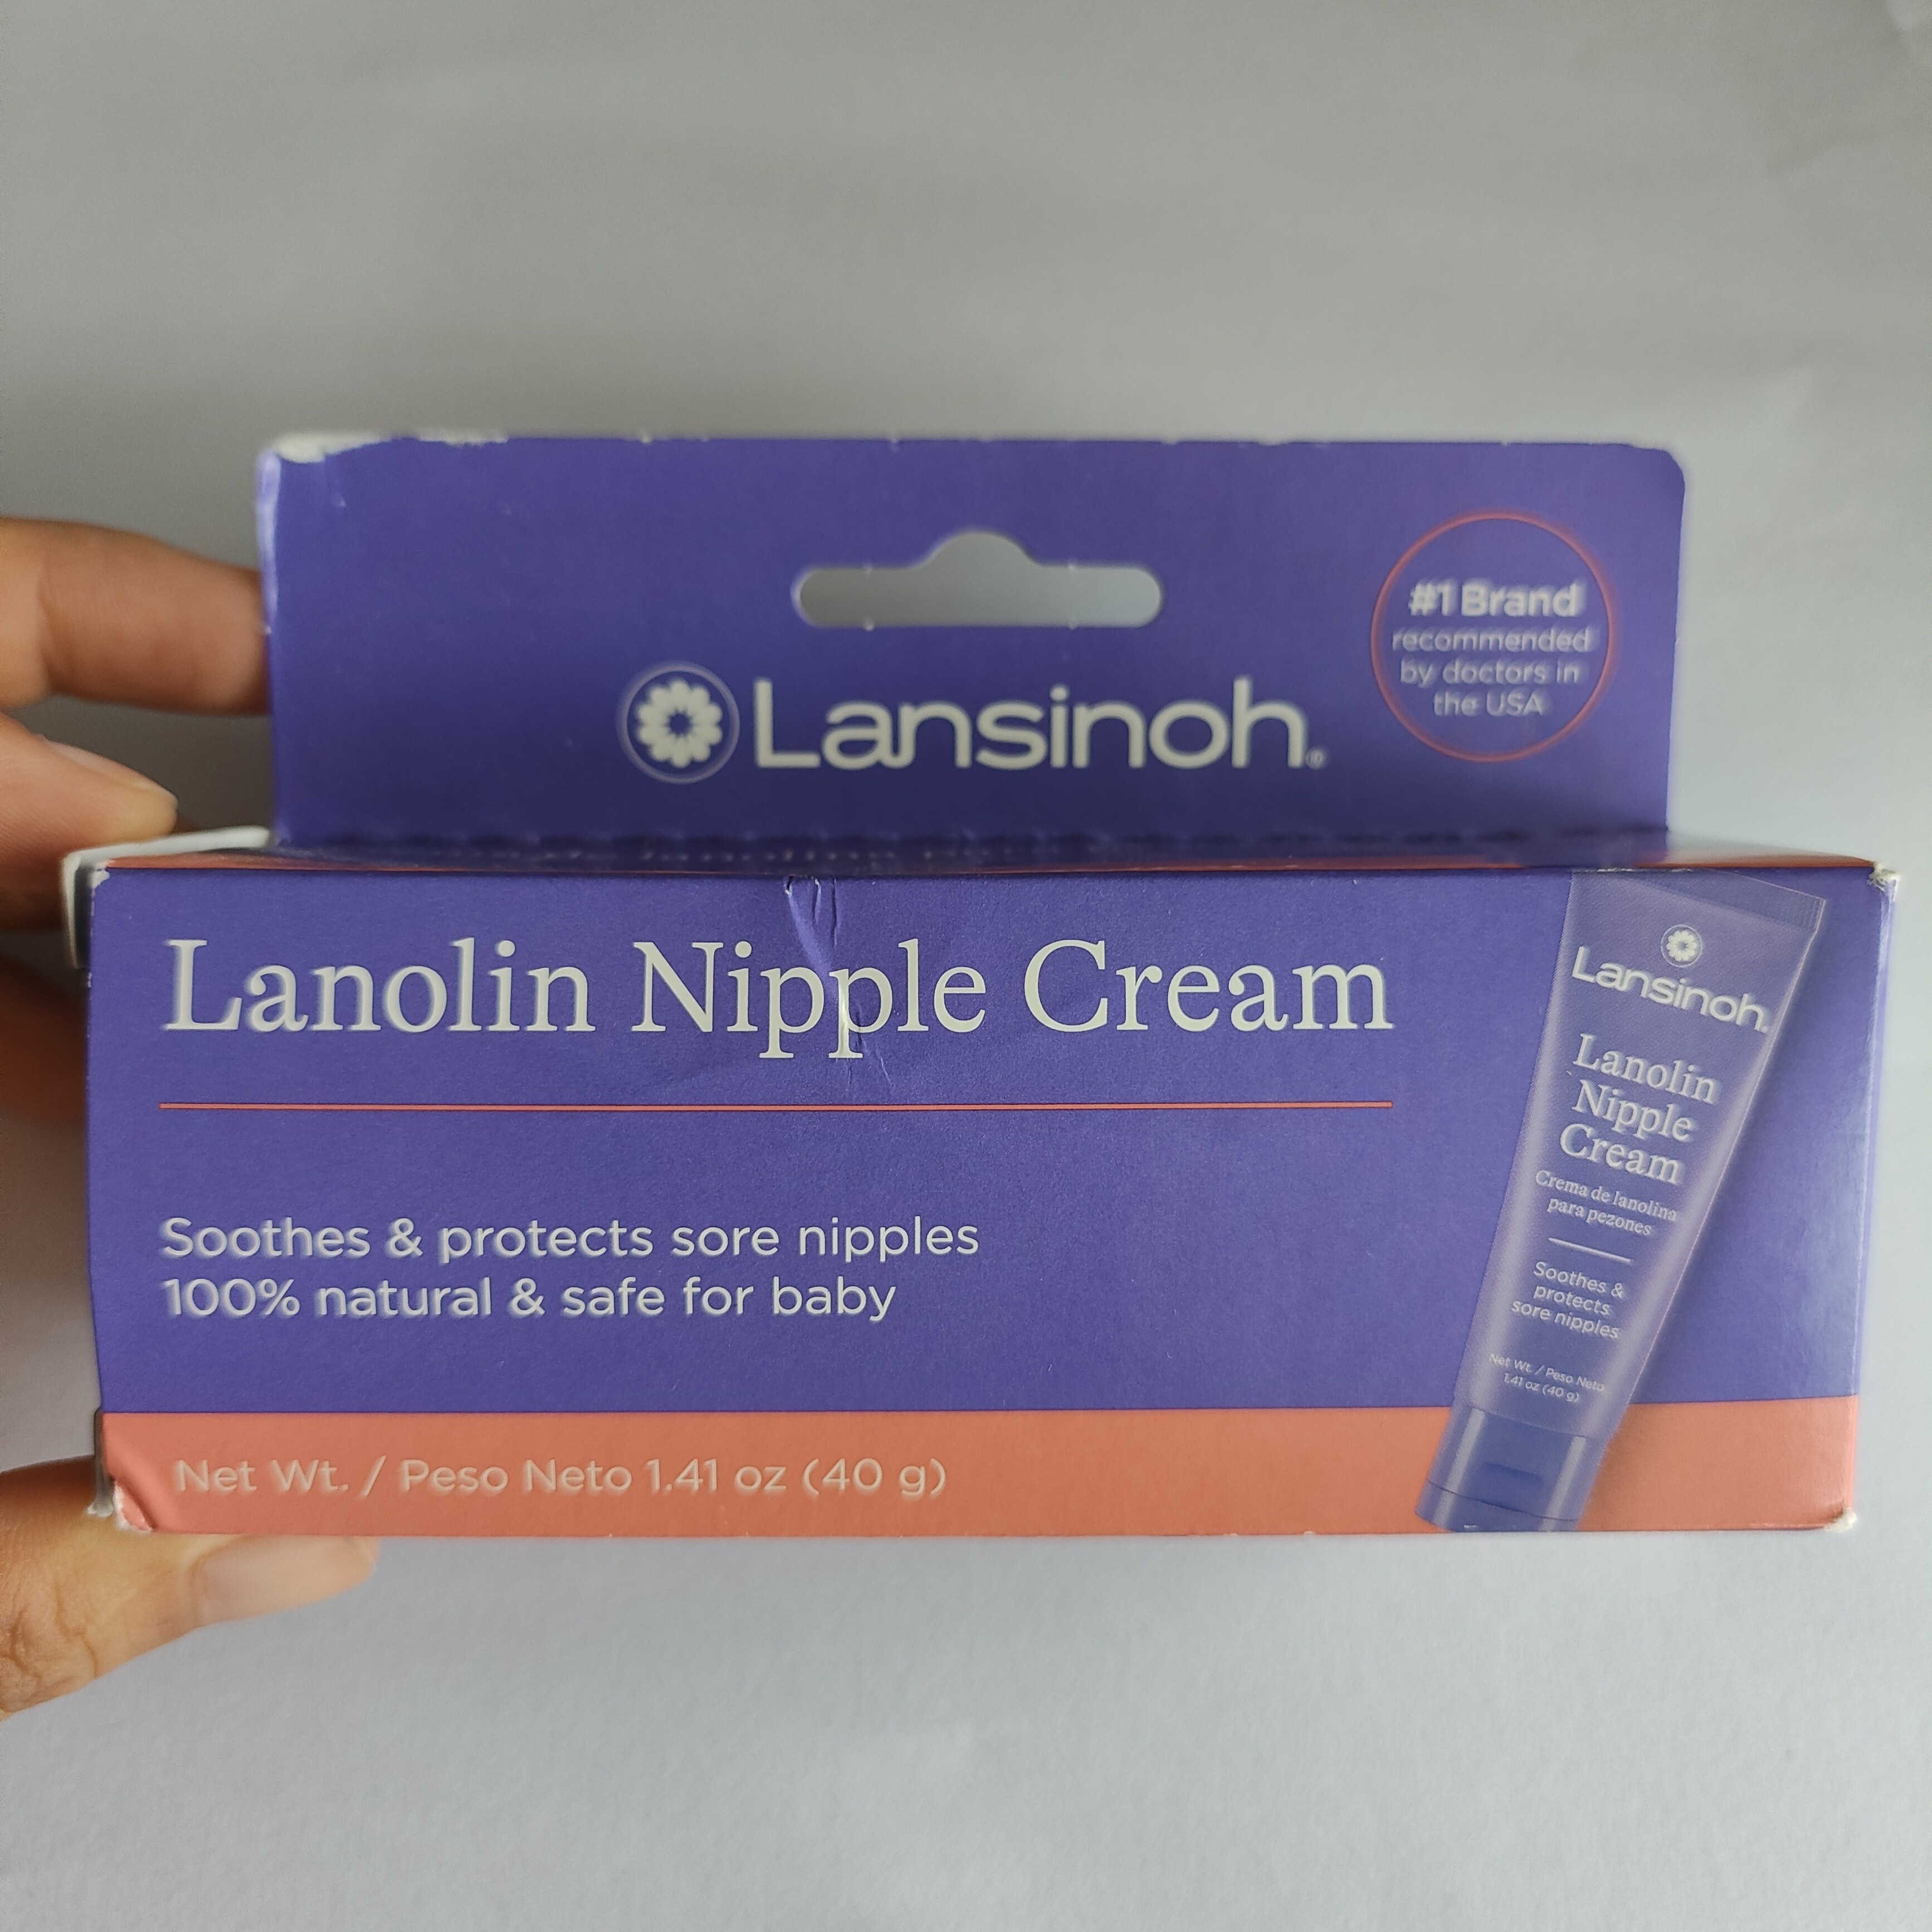 #1 Brand
recommended
by doctors in
the USA
Lansinoh®
Lanolin Nipple Cream
Soothes & protects sore nipples
100% natural & safe for baby
Net Wt. / Peso Neto 1.41 oz (40 g)
Lansinoh®
Lanolin
Nipple
Cream
Crema de lanolina
para pezones
Soothes &
protects
sore nipples
Net Wt. / Peso Neto
1.41 oz (40 g)